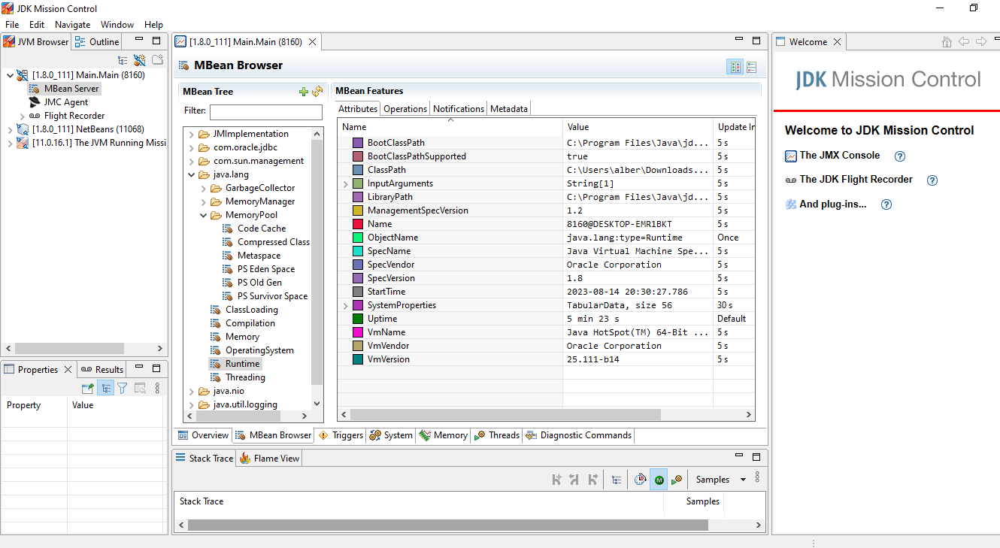 JDK Mission Control
File Edit Navigate Window Help
JVM Browser Outline
[1.8.0_111] Main.Main (8160)
MBean Server
JMC Agent
Flight Recorder
[1.8.0_111] NetBeans (11068)
[11.0.16.1] The JVM Running Missi
Properties Results
Property Value
[1.8.0_111] Main.Main (8160)
MBean Browser
MBean Tree
Filter:
JMImplementation
com.oracle.jdbc
com.sun.management
java.lang
GarbageCollector
MemoryManager
MemoryPool
Code Cache
Compressed Class
Metaspace
PS Eden Space
PS Old Gen
PS Survivor Space
ClassLoading
Compilation
Memory
OperatingSystem
Runtime
Threading
java.nio
java.util.logging
MBean Features
Attributes Operations Notifications Metadata
Name Value Update In
BootClassPath C:\Program Files\Java\jd... 5 s
BootClassPathSupported true 5 s
ClassPath C:\Users\alber\Downloads... 5 s
InputArguments String[1] 5 s
LibraryPath C:\Program Files\Java\jd... 5 s
ManagementSpecVersion 1.2 5 s
Name 8160@DESKTOP-EMR1BKT 5 s
ObjectName java.lang:type=Runtime Once
SpecName Java Virtual Machine Spe... 5 s
SpecVendor Oracle Corporation 5 s
SpecVersion 1.8 5 s
StartTime 2023-08-14 20:30:27.786 5 s
SystemProperties TabularData, size 56 30 s
Uptime 5 min 23 s Default
VmName Java HotSpot(TM) 64-Bit ... 5 s
VmVendor Oracle Corporation 5 s
VmVersion 25.111-b14 5 s
Overview MBean Browser Triggers System Memory Threads Diagnostic Commands
Stack Trace Flame View
M Samples
Stack Trace Samples
Welcome
JDK Mission Control
Welcome to JDK Mission Control
The JMX Console ?
The JDK Flight Recorder ?
And plug-ins... ?